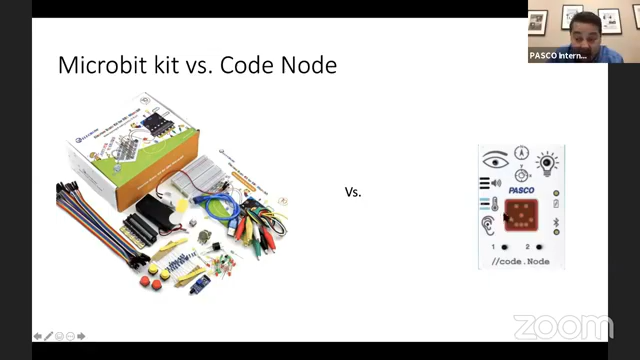 Microbit kit vs. Code Node
PASCO Intern...
Vs.
PASCO
1
2
//code.Node
zoom